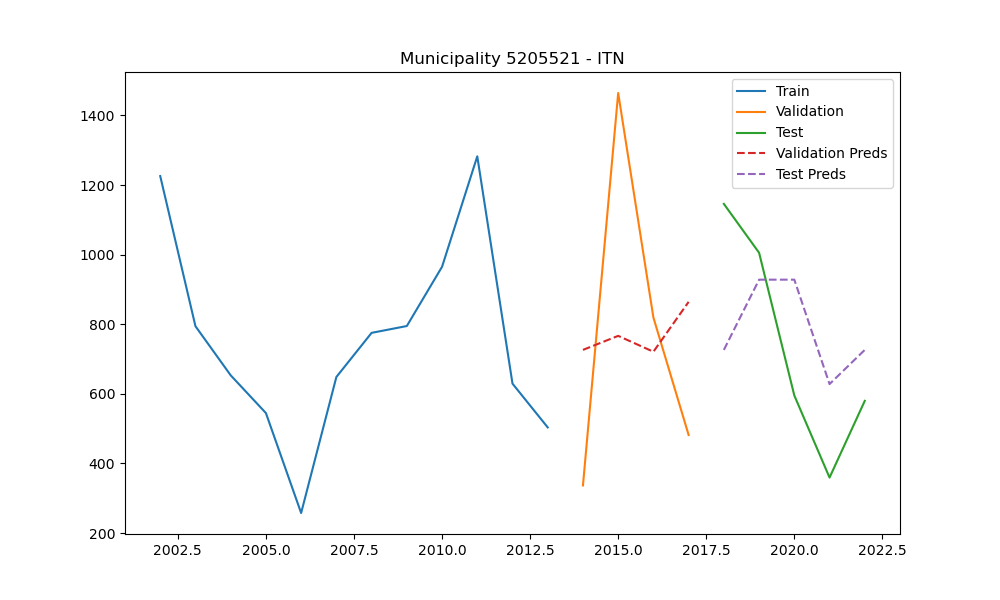 Municipality 5205521 - ITN
Train
Validation
Test
Validation Preds
Test Preds
1400
1200
1000
800
600
400
200
2002.5 2005.0 2007.5 2010.0 2012.5 2015.0 2017.5 2020.0 2022.5